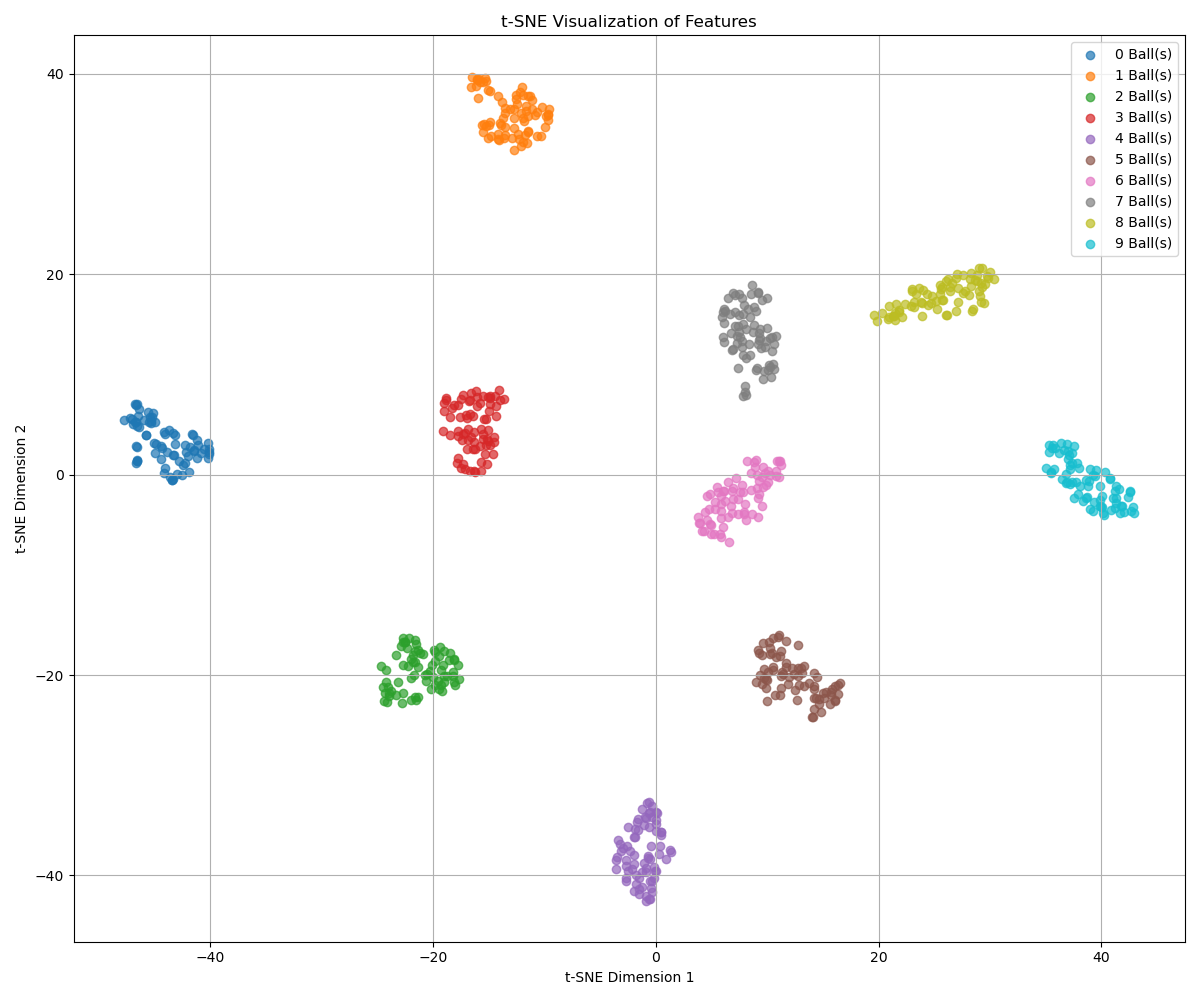 t-SNE Visualization of Features
0 Ball(s)
1 Ball(s)
2 Ball(s)
3 Ball(s)
4 Ball(s)
5 Ball(s)
6 Ball(s)
7 Ball(s)
8 Ball(s)
9 Ball(s)
40
20
0
−20
−40
t-SNE Dimension 2
−40 −20 0 20 40
t-SNE Dimension 1